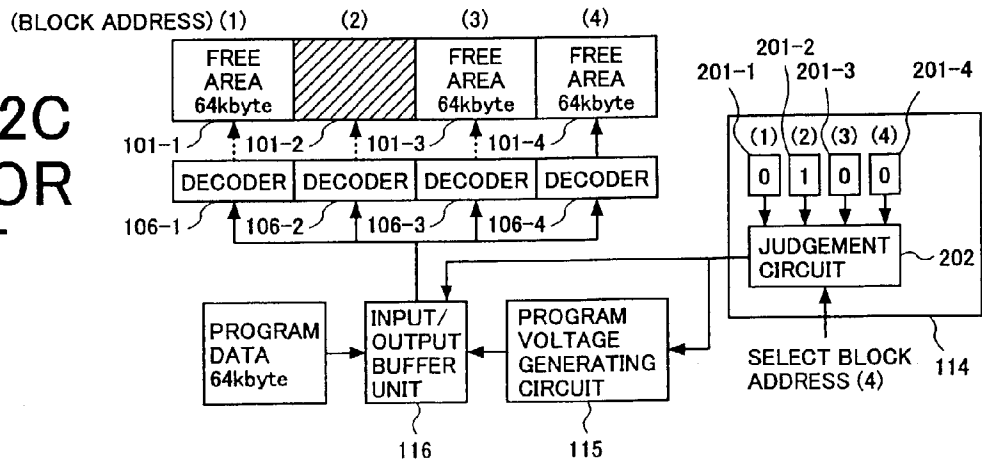 (BLOCK ADDRESS) (1) (2) (3) (4)
FREE AREA 64kbyte
FREE AREA 64kbyte
FREE AREA 64kbyte
2C
OR
101-1 101-2 101-3 101-4
DECODER DECODER DECODER DECODER
106-1 106-2 106-3 106-4
201-2
201-1 201-3 201-4
(1) (2) (3) (4)
0 1 0 0
JUDGEMENT
CIRCUIT
202
PROGRAM
DATA
64kbyte
INPUT/
OUTPUT
BUFFER
UNIT
PROGRAM
VOLTAGE
GENERATING
CIRCUIT
SELECT BLOCK
ADDRESS (4)
114
116
115